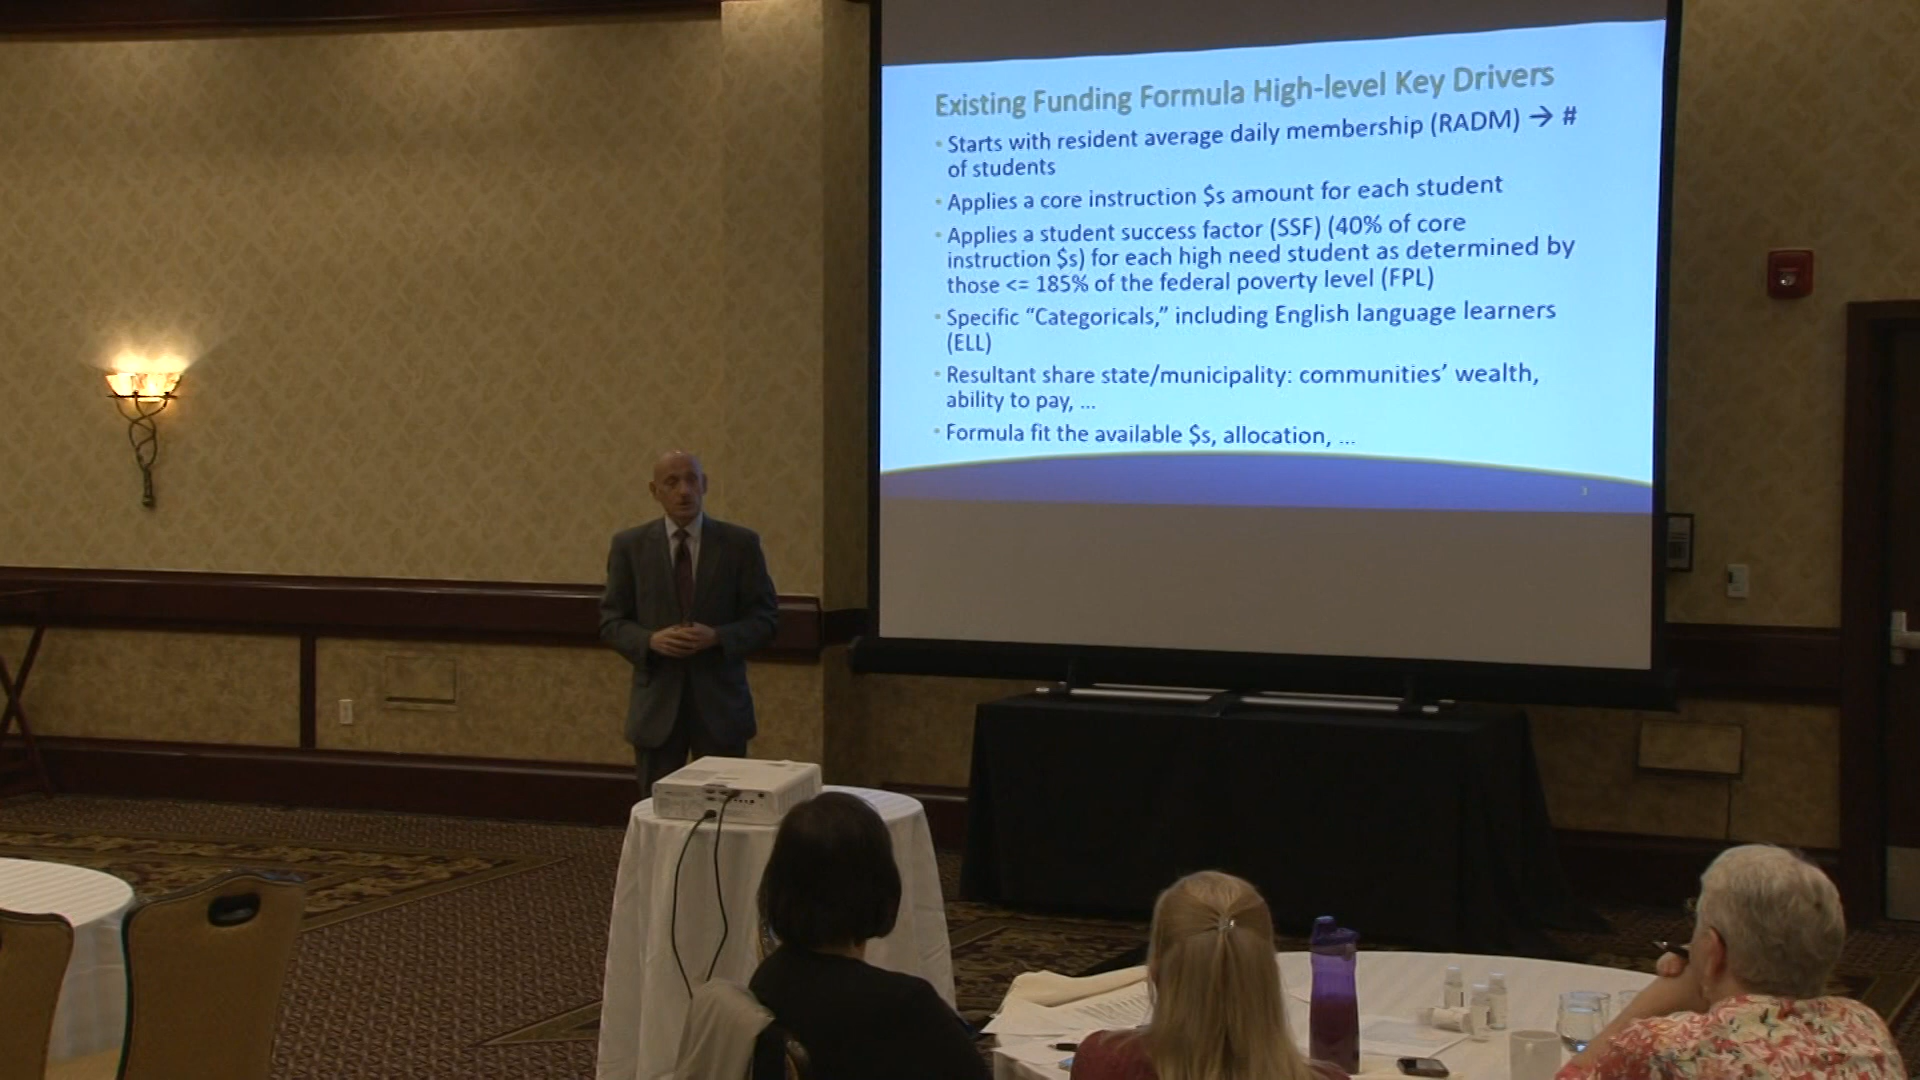 Existing Funding Formula High-level Key Drivers
• Starts with resident average daily membership (RADM) → #
of students
• Applies a core instruction $s amount for each student
• Applies a student success factor (SSF) (40% of core
instruction $s) for each high need student as determined by
those <= 185% of the federal poverty level (FPL)
• Specific “Categoricals,” including English language learners
(ELL)
• Resultant share state/municipality: communities’ wealth,
ability to pay, ...
• Formula fit the available $s, allocation, ...
3